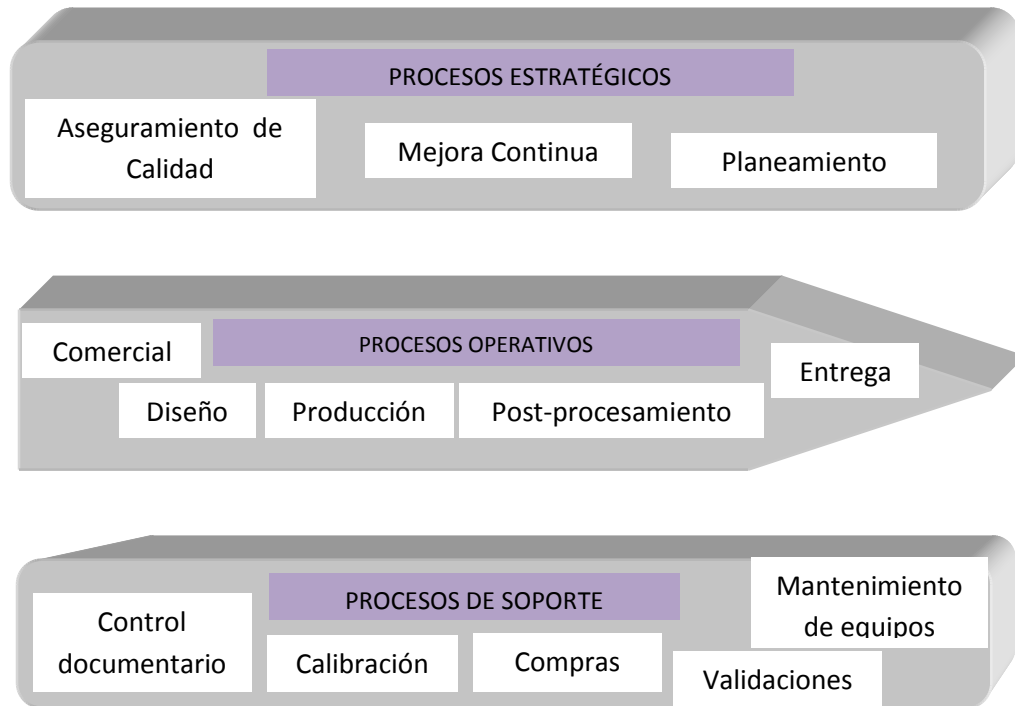 PROCESOS ESTRATÉGICOS
Aseguramiento de
Calidad
Mejora Continua
Planeamiento
PROCESOS OPERATIVOS
Comercial
Entrega
Diseño
Producción
Post-procesamiento
PROCESOS DE SOPORTE
Mantenimiento
de equipos
Control
documentario
Calibración
Compras
Validaciones